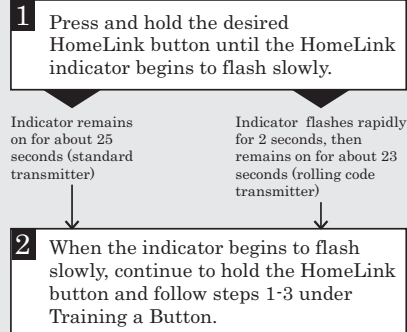 1
Press and hold the desired
HomeLink button until the HomeLink
indicator begins to flash slowly.
Indicator remains
on for about 25
seconds (standard
transmitter)
Indicator flashes rapidly
for 2 seconds, then
remains on for about 23
seconds (rolling code
transmitter)
2
When the indicator begins to flash
slowly, continue to hold the HomeLink
button and follow steps 1-3 under
Training a Button.